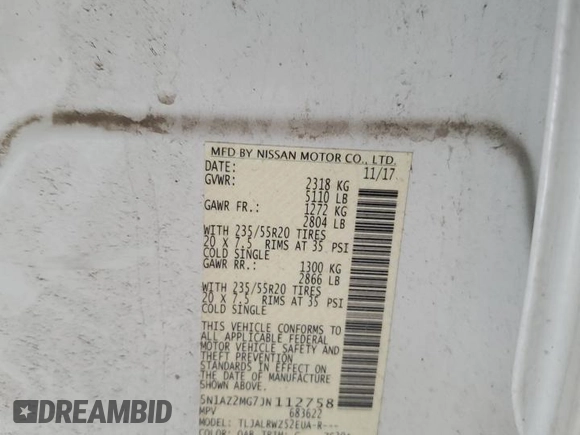 MFD BY NISSAN MOTOR CO., LTD.
DATE: 11/17
GVWR: 2318 KG
5110 LB
GAWR FR.: 1272 KG
2804 LB
WITH 235/55R20 TIRES
20 X 7.5 RIMS AT 35 PSI
COLD SINGLE
GAWR RR.: 1300 KG
2866 LB
WITH 235/55R20 TIRES
20 X 7.5 RIMS AT 35 PSI
COLD SINGLE
THIS VEHICLE CONFORMS TO
ALL APPLICABLE FEDERAL
MOTOR VEHICLE SAFETY AND
THEFT PREVENTION
STANDARDS IN EFFECT ON THE
DATE OF MANUFACTURE
5N1AZ2MG7JN112758
MPV 683622
MODEL: TLJALRWZ52EUA-R---
COLOR: QAB TRIM: G
DREAMBID
DREAMBID